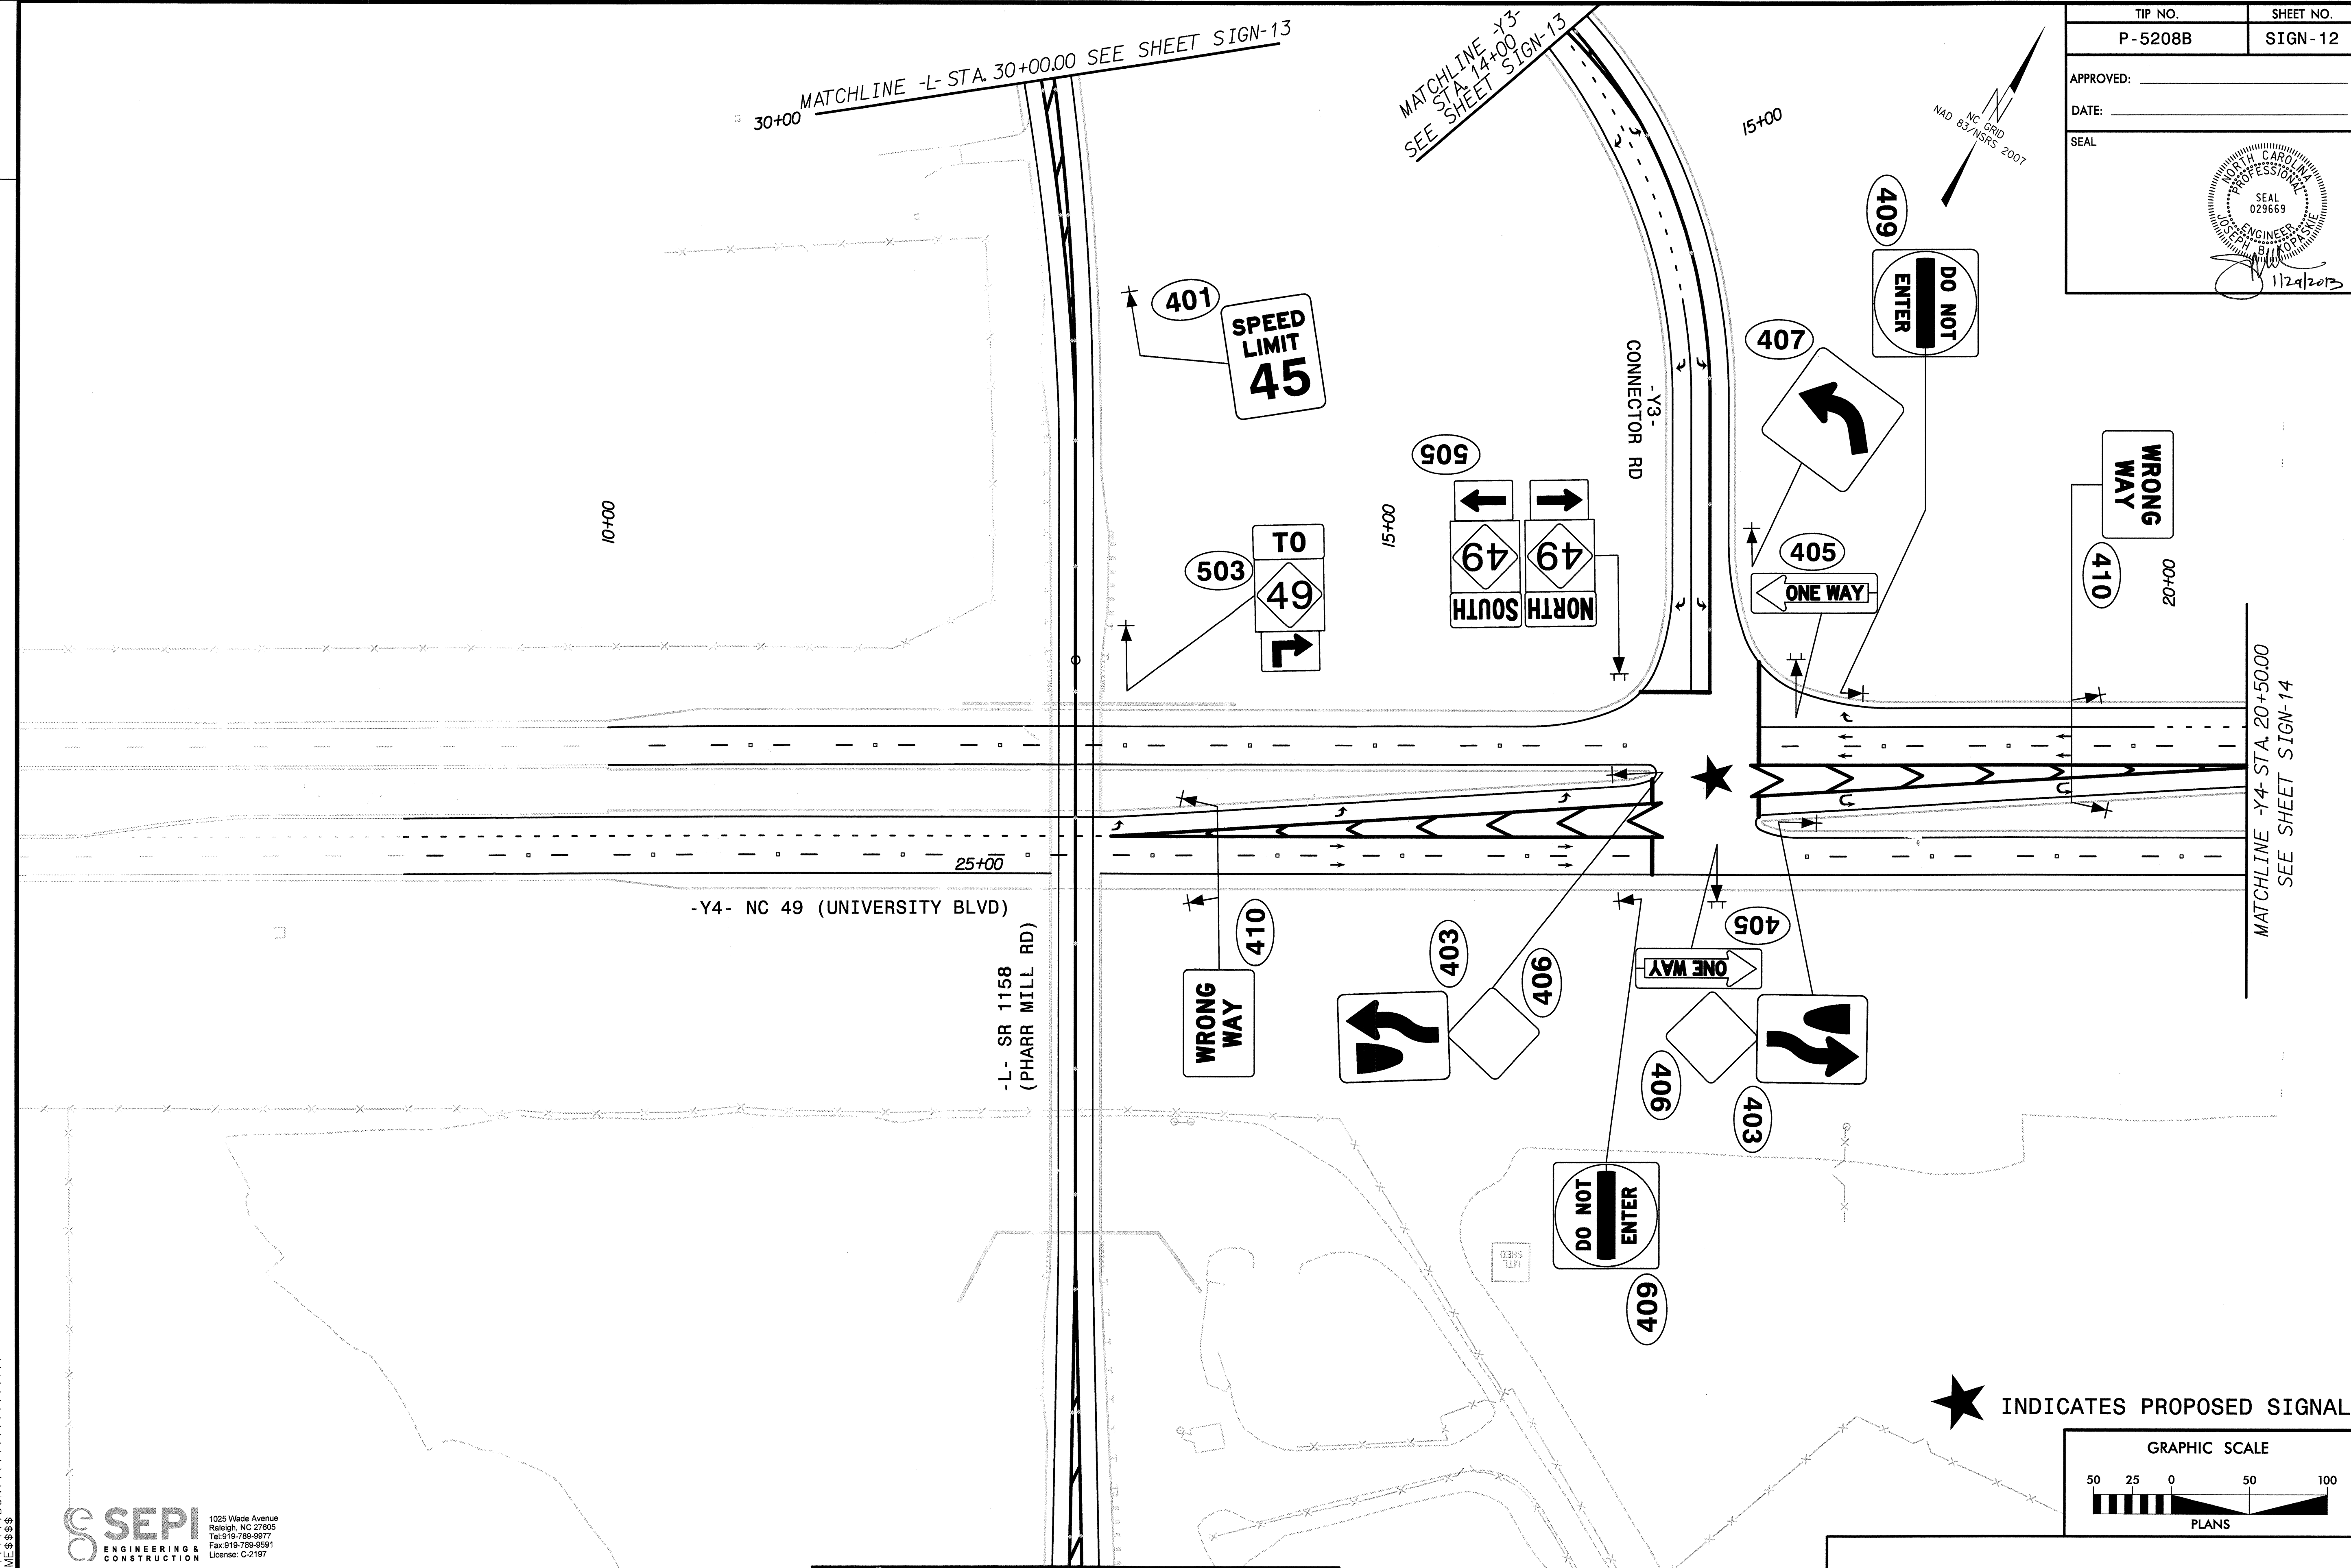 TIP NO.
SHEET NO.
P-5208B
SIGN-12
APPROVED:
DATE:
SEAL
NORTH CAROLINA
PROFESSIONAL
SEAL
029669
ENGINEER
JOSEPH B. KOPASKIE
1/29/2013
MATCHLINE -L- STA. 30+00.00 SEE SHEET SIGN-13
30+00
MATCHLINE -Y3-
STA. 14+00
SEE SHEET SIGN-13
15+00
NC GRID
NAD 83/NSRS 2007
409
DO NOT
ENTER
401
SPEED
LIMIT
45
407
-Y3-
CONNECTOR RD
505
49
SOUTH
49
NORTH
WRONG
WAY
410
10+00
15+00
20+00
503
TO
49
405
ONE WAY
MATCHLINE -Y4- STA. 20+50.00
SEE SHEET SIGN-14
25+00
-Y4- NC 49 (UNIVERSITY BLVD)
-L- SR 1158
(PHARR MILL RD)
410
WRONG
WAY
403
406
405
ONE WAY
406
403
DO NOT
ENTER
409
MTL
SHED
INDICATES PROPOSED SIGNAL
GRAPHIC SCALE
50 25 0 50 100
PLANS
SEPI
ENGINEERING &
CONSTRUCTION
1025 Wade Avenue
Raleigh, NC 27605
Tel:919-789-9977
Fax:919-789-9591
License: C-2197